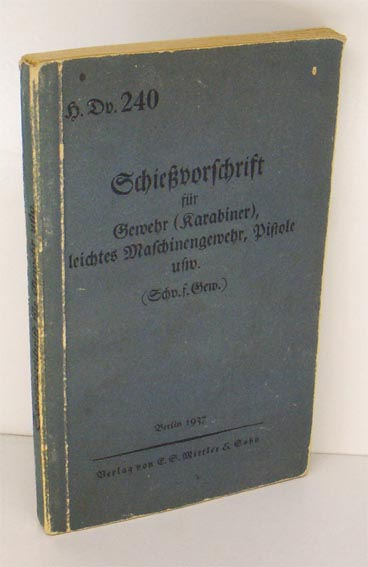 H. Dv. 240
Schießvorschrift
für
Gewehr (Karabiner),
leichtes Maschinengewehr, Pistole
usw.
(Schv. f. Gew.)
Berlin 1937
Verlag von E. S. Mittler & Sohn